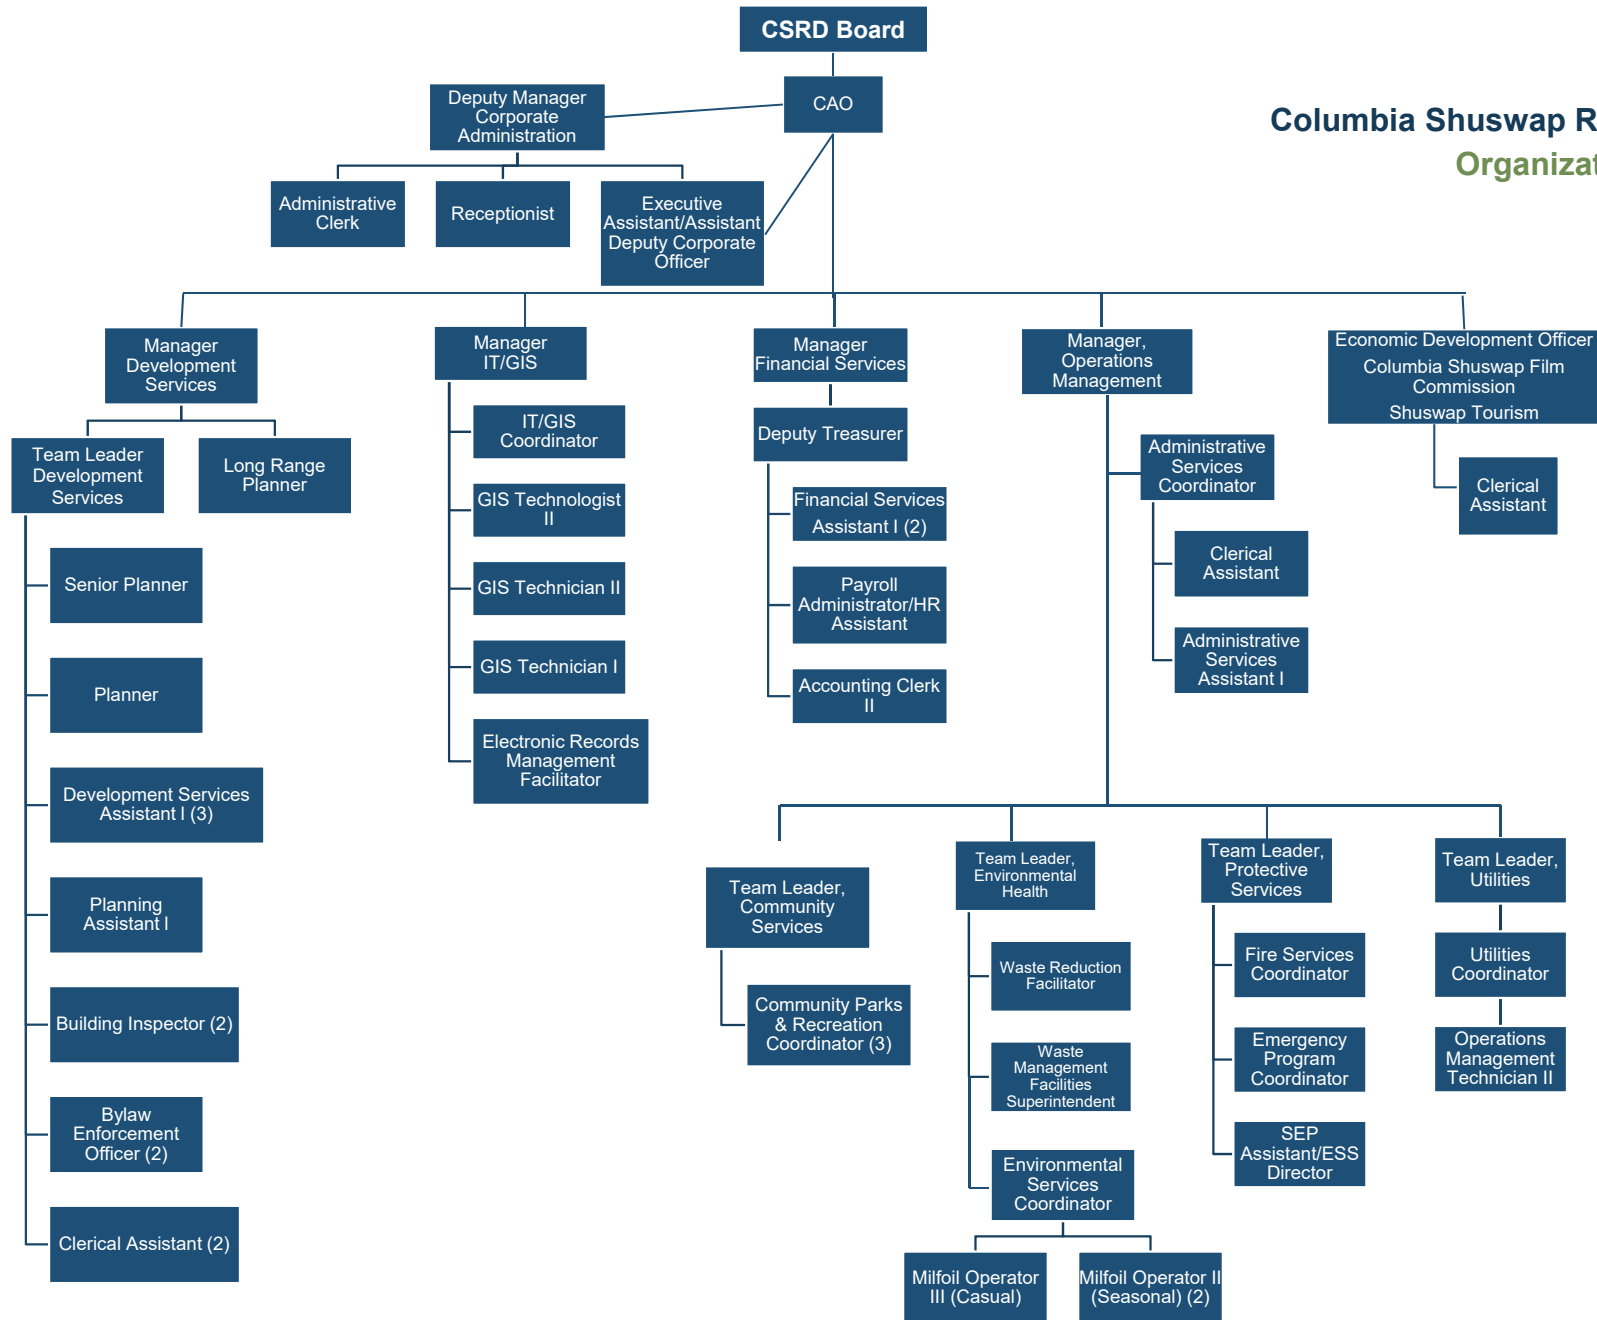 CSRD Board
CAO
Deputy Manager
Corporate
Administration
Columbia Shuswap R
Organizat
Administrative
Clerk
Receptionist
Executive
Assistant/Assistant
Deputy Corporate
Officer
Manager
Development
Services
Manager
IT/GIS
Manager
Financial Services
Manager,
Operations
Management
Economic Development Officer
Columbia Shuswap Film
Commission
Shuswap Tourism
Team Leader
Development
Services
Long Range
Planner
Senior Planner
Planner
Development Services
Assistant I (3)
Planning
Assistant I
Building Inspector (2)
Bylaw
Enforcement
Officer (2)
Clerical Assistant (2)
IT/GIS
Coordinator
GIS Technologist
II
GIS Technician II
GIS Technician I
Electronic Records
Management
Facilitator
Deputy Treasurer
Financial Services
Assistant I (2)
Payroll
Administrator/HR
Assistant
Accounting Clerk
II
Administrative
Services
Coordinator
Clerical
Assistant
Administrative
Services
Assistant I
Clerical
Assistant
Team Leader,
Community
Services
Community Parks
& Recreation
Coordinator (3)
Team Leader,
Environmental
Health
Waste Reduction
Facilitator
Waste
Management
Facilities
Superintendent
Environmental
Services
Coordinator
Milfoil Operator
III (Casual)
Milfoil Operator II
(Seasonal) (2)
Team Leader,
Protective
Services
Fire Services
Coordinator
Emergency
Program
Coordinator
SEP
Assistant/ESS
Director
Team Leader,
Utilities
Utilities
Coordinator
Operations
Management
Technician II